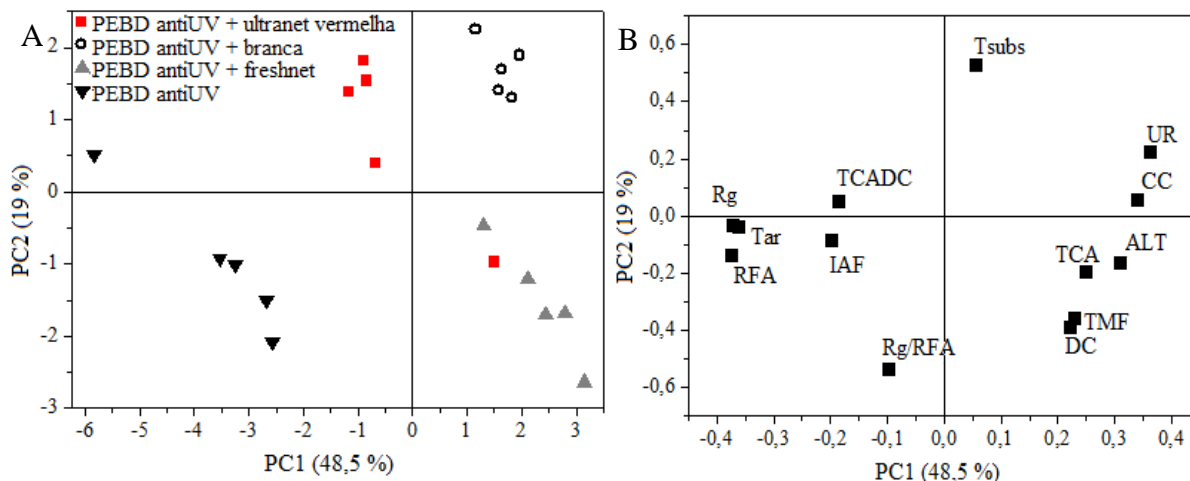 A
PEBD antiUV + ultranet vermelha
PEBD antiUV + branca
PEBD antiUV + freshnet
PEBD antiUV
2
1
0
-1
-2
-3
PC2 (19 %)
-6 -5 -4 -3 -2 -1 0 1 2 3
PC1 (48,5 %)
B
0,6
0,4
0,2
0,0
-0,2
-0,4
-0,6
PC2 (19 %)
Tsubs
UR
CC
TCADC
Rg
Tar
RFA
IAF
TCA
ALT
TMF
DC
Rg/RFA
-0,4 -0,3 -0,2 -0,1 0,0 0,1 0,2 0,3 0,4
PC1 (48,5 %)